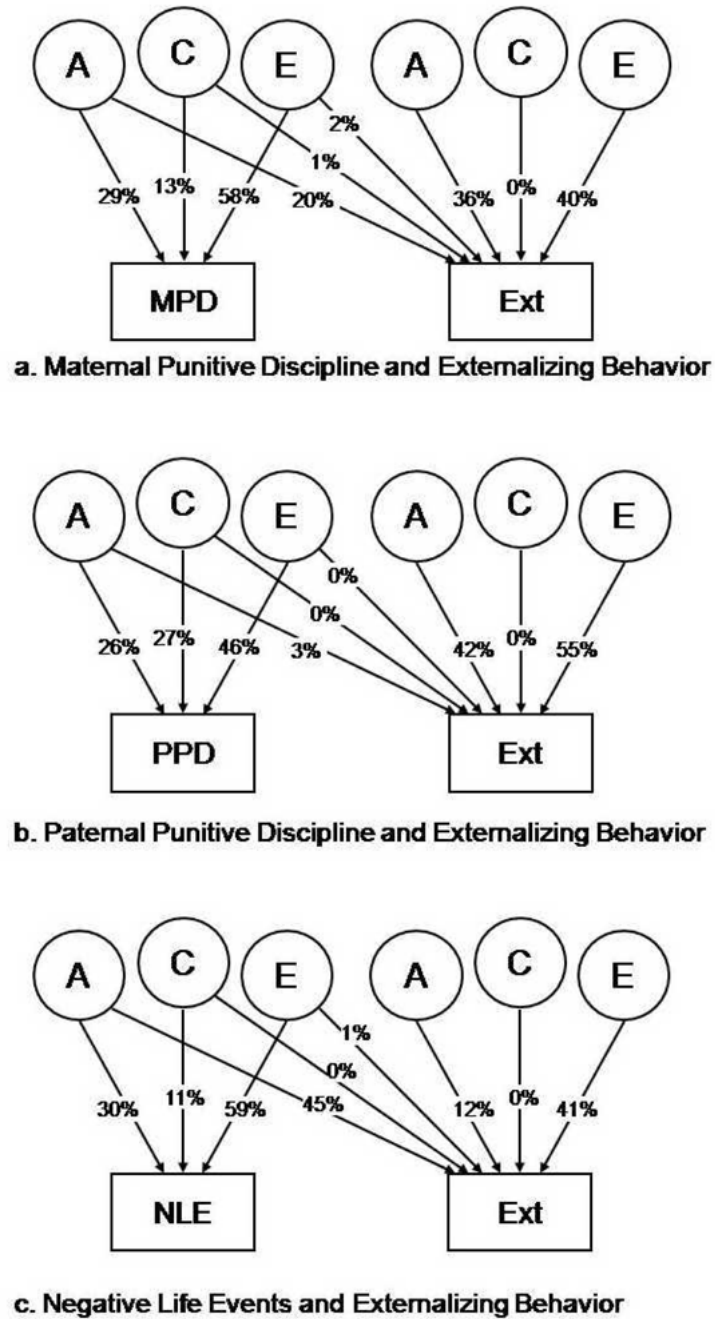 A C E A C E
2%
1%
29% 13% 58% 20% 36% 0% 40%
MPD Ext
a. Maternal Punitive Discipline and Externalizing Behavior
A C E A C E
0%
0%
26% 27% 46% 3% 42% 0% 55%
PPD Ext
b. Paternal Punitive Discipline and Externalizing Behavior
A C E A C E
1%
0%
30% 11% 59% 45% 12% 0% 41%
NLE Ext
c. Negative Life Events and Externalizing Behavior